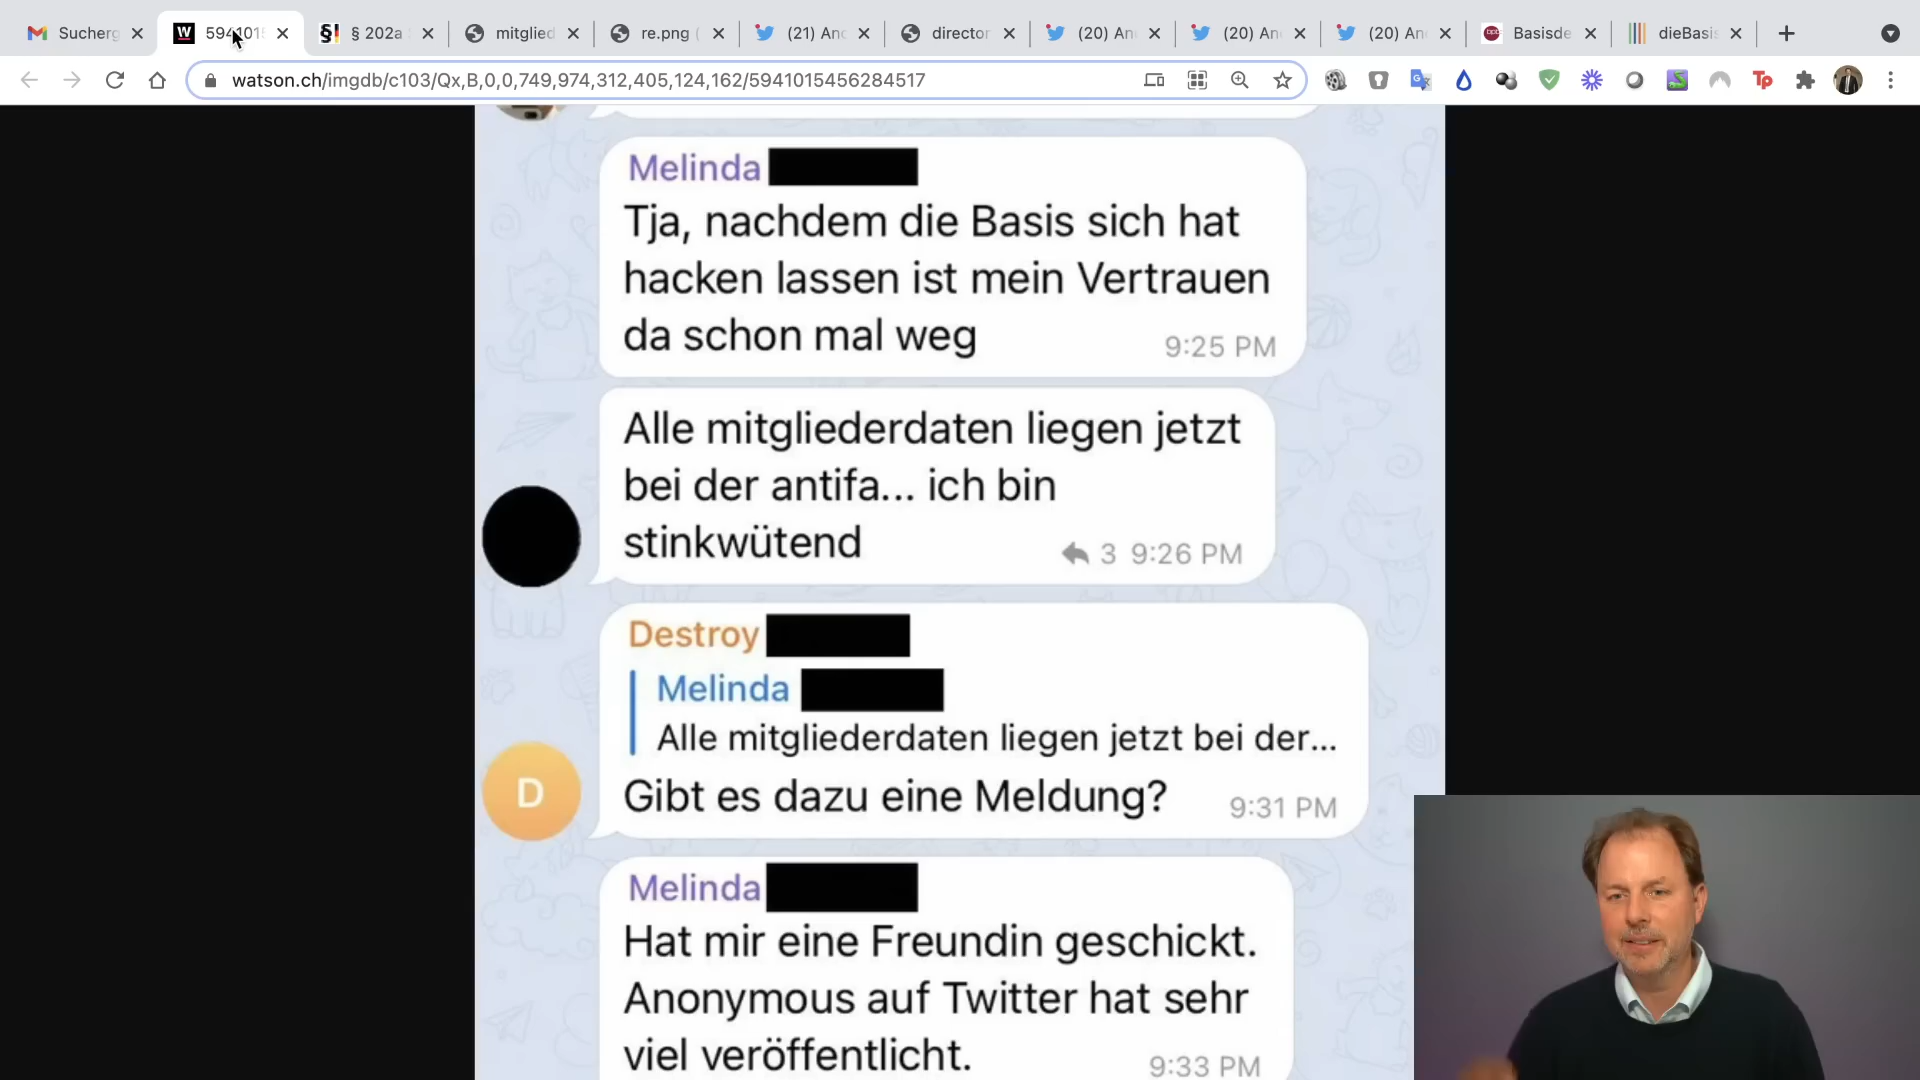 Sucherg
5941015
§ 202a
mitglied
re.png (
(21) Ano
director
(20) An
(20) An
(20) An
Basisde
dieBasis
watson.ch/imgdb/c103/Qx,B,0,0,749,974,312,405,124,162/5941015456284517
Melinda
Tja, nachdem die Basis sich hat
hacken lassen ist mein Vertrauen
da schon mal weg
9:25 PM
Alle mitgliederdaten liegen jetzt
bei der antifa... ich bin
stinkwütend
3 9:26 PM
Destroy
Melinda
Alle mitgliederdaten liegen jetzt bei der...
D
Gibt es dazu eine Meldung?
9:31 PM
Melinda
Hat mir eine Freundin geschickt.
Anonymous auf Twitter hat sehr
viel veröffentlicht.
9:33 PM